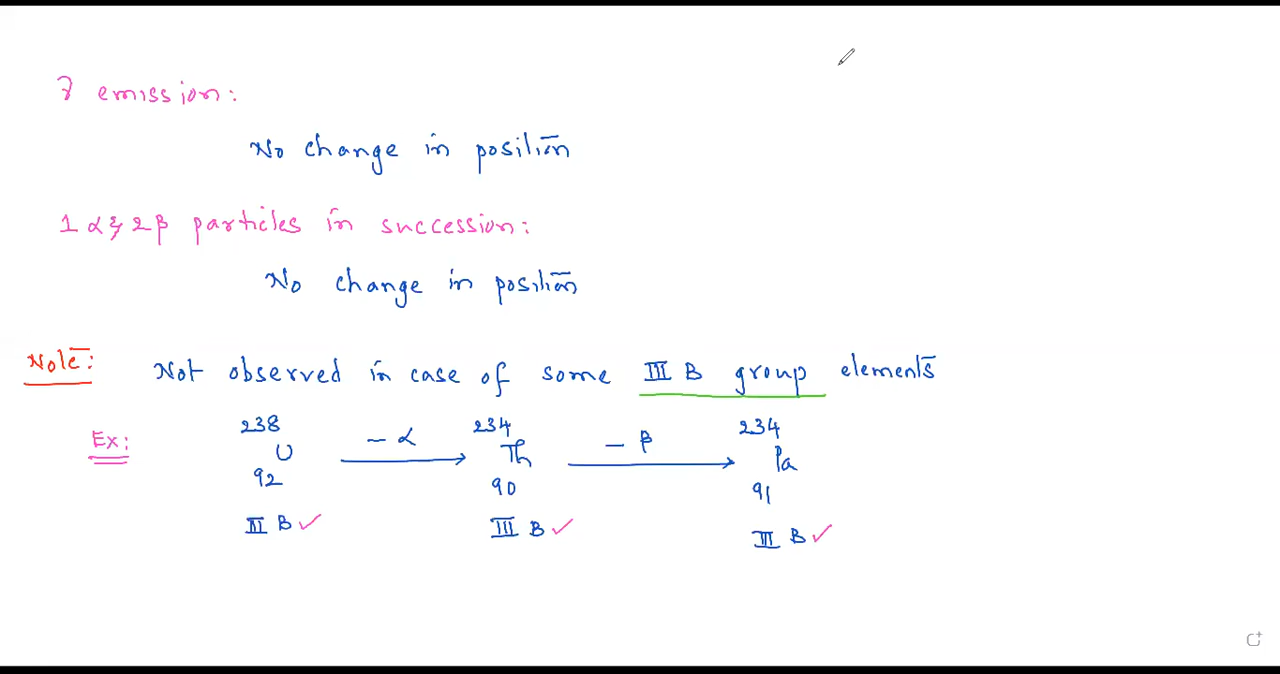 γ emission:
No change in position
1 α & 2 β particles in succession:
No change in position
Note: Not observed in case of some III B group elements
Ex: 238 U 92 — α → 234 Th 90 — β → 234 Pa 91
III B ✓ III B ✓ III B ✓